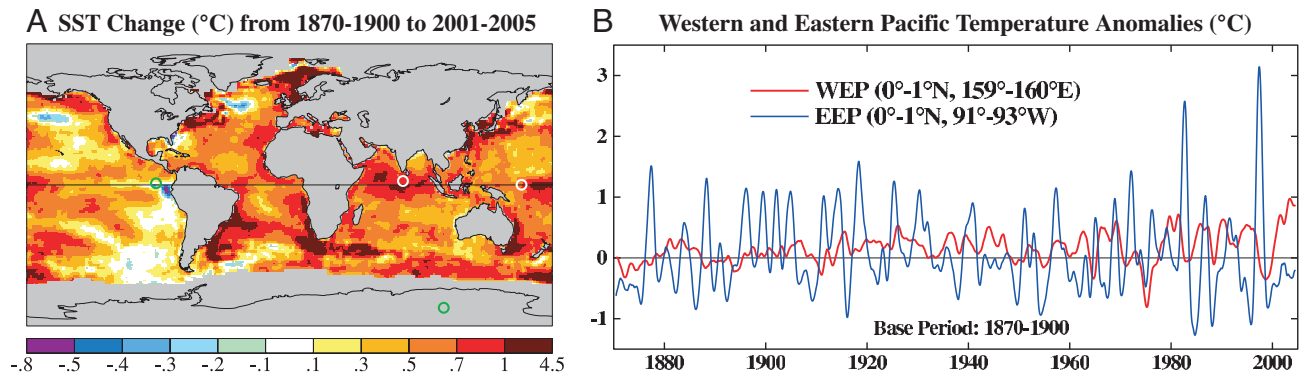 A SST Change (°C) from 1870-1900 to 2001-2005
-.8 -.5 -.4 -.3 -.2 -.1 .1 .3 .5 .7 1 4.5
B Western and Eastern Pacific Temperature Anomalies (°C)
3
WEP (0°-1°N, 159°-160°E)
EEP (0°-1°N, 91°-93°W)
2
1
0
-1
Base Period: 1870-1900
1880 1900 1920 1940 1960 1980 2000